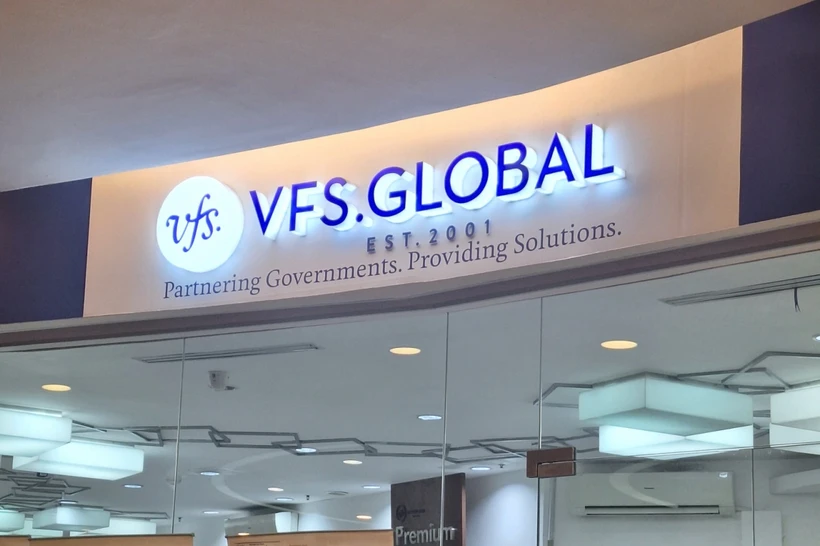 vfs.
VFS.GLOBAL
EST. 2001
Partnering Governments. Providing Solutions.
Premium